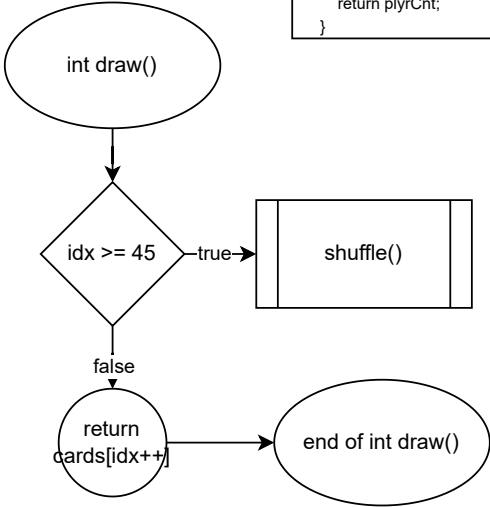 return plyrCnt;
}
int draw()
idx >= 45
true
shuffle()
false
return
cards[idx++]
end of int draw()